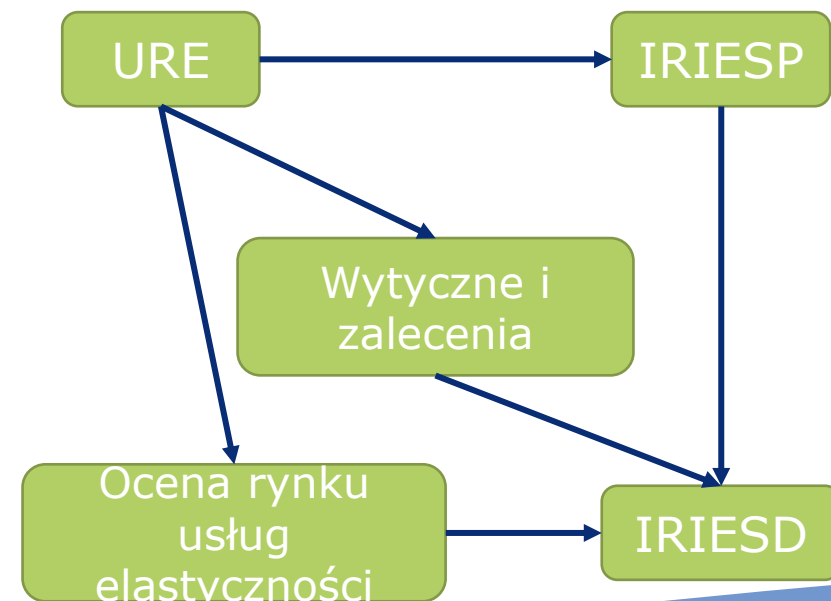 URE
IRIESP
Wytyczne i
zalecenia
Ocena rynku
usług
elastyczności
IRIESD